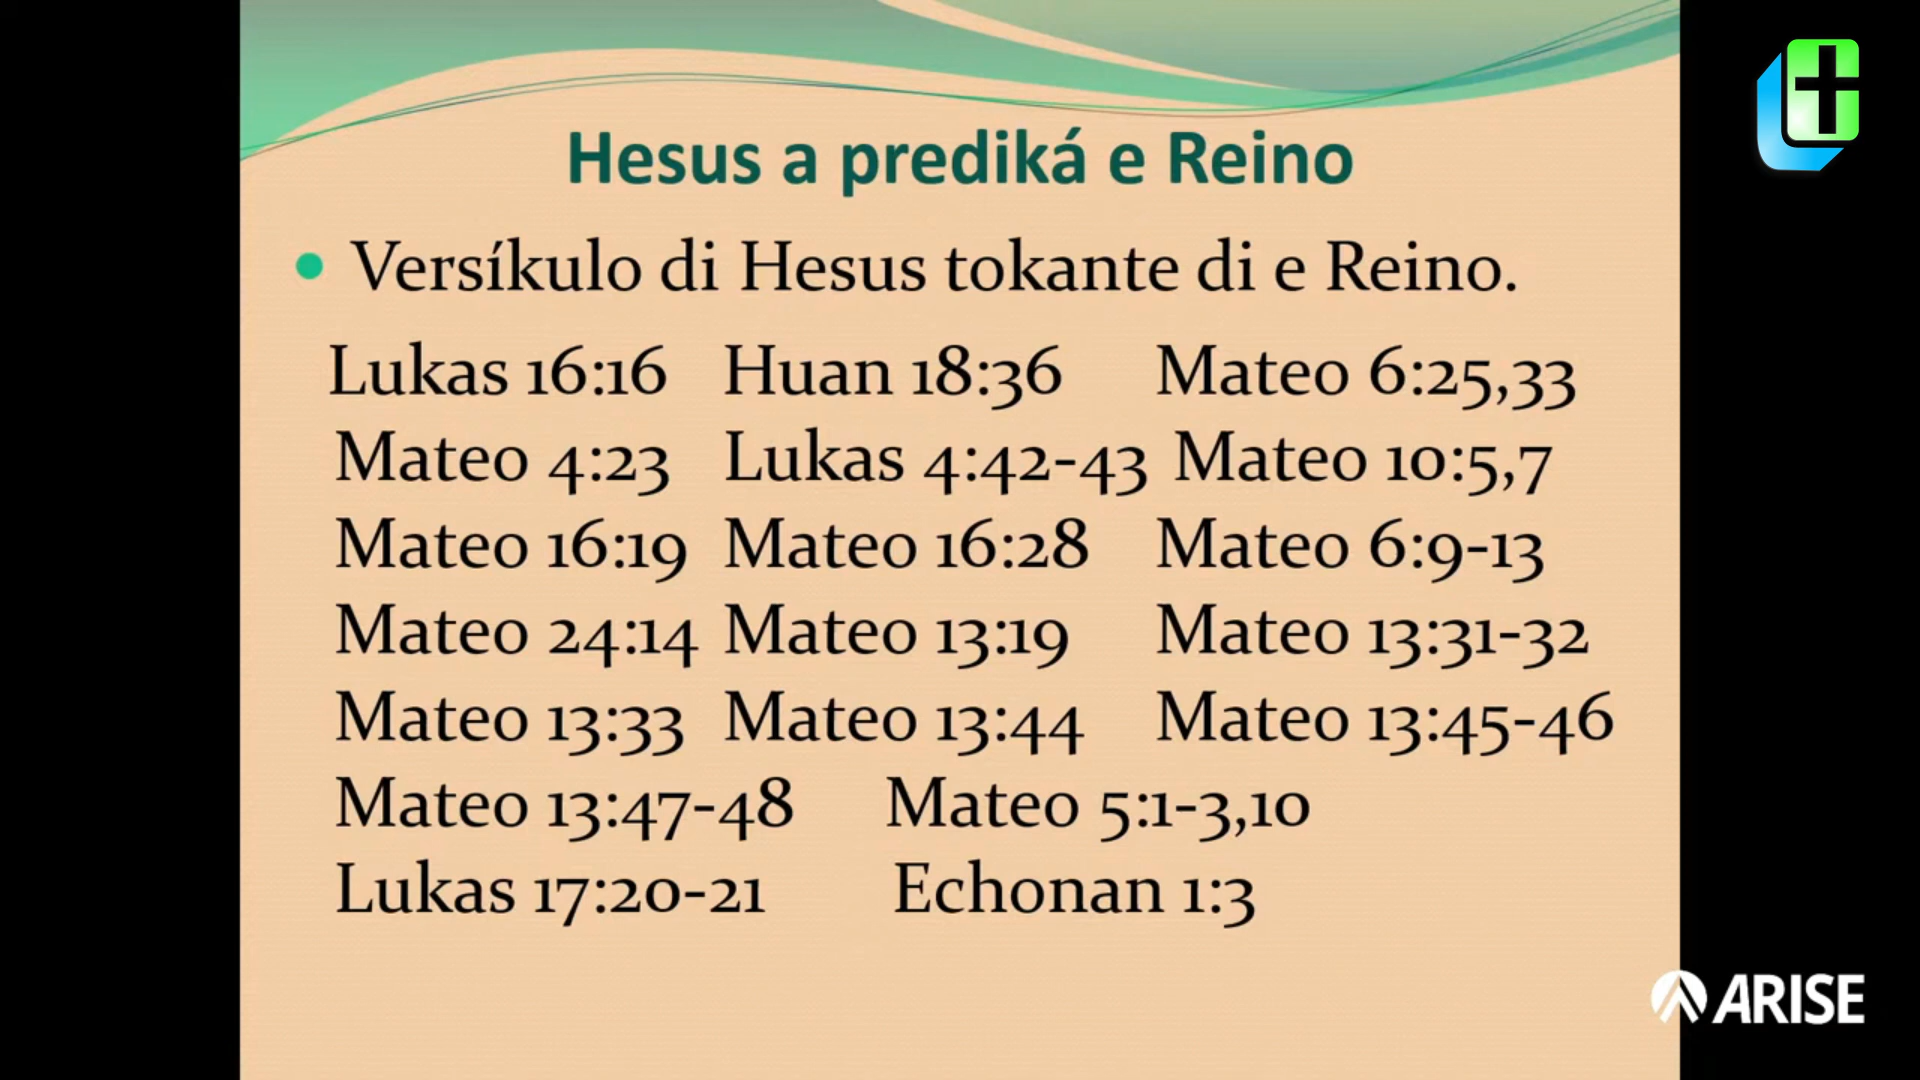 Hesus a prediká e Reino
Versíkulo di Hesus tokante di e Reino.
Lukas 16:16 Huan 18:36 Mateo 6:25,33
Mateo 4:23 Lukas 4:42-43 Mateo 10:5,7
Mateo 16:19 Mateo 16:28 Mateo 6:9-13
Mateo 24:14 Mateo 13:19 Mateo 13:31-32
Mateo 13:33 Mateo 13:44 Mateo 13:45-46
Mateo 13:47-48 Mateo 5:1-3,10
Lukas 17:20-21 Echonan 1:3
ARISE